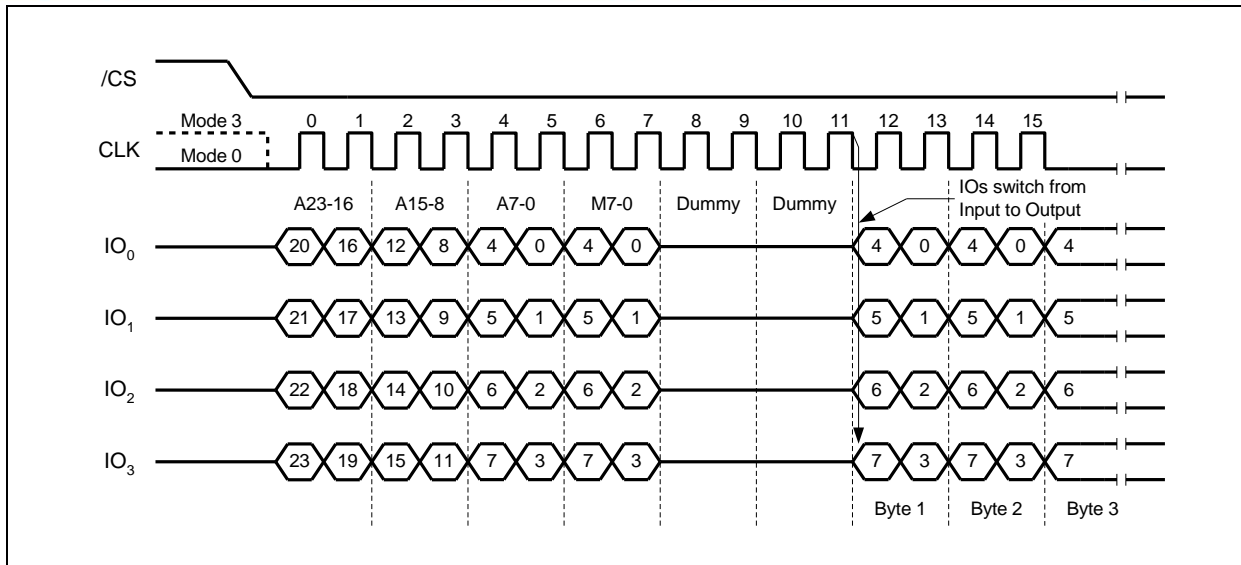 /CS
Mode 3 0 1 2 3 4 5 6 7 8 9 10 11 12 13 14 15
CLK
Mode 0
IOs switch from
Input to Output
A23-16 A15-8 A7-0 M7-0 Dummy Dummy
IO0 20 16 12 8 4 0 4 0 4 0 4 0 4
IO1 21 17 13 9 5 1 5 1 5 1 5 1 5
IO2 22 18 14 10 6 2 6 2 6 2 6 2 6
IO3 23 19 15 11 7 3 7 3 7 3 7 3 7
Byte 1 Byte 2 Byte 3